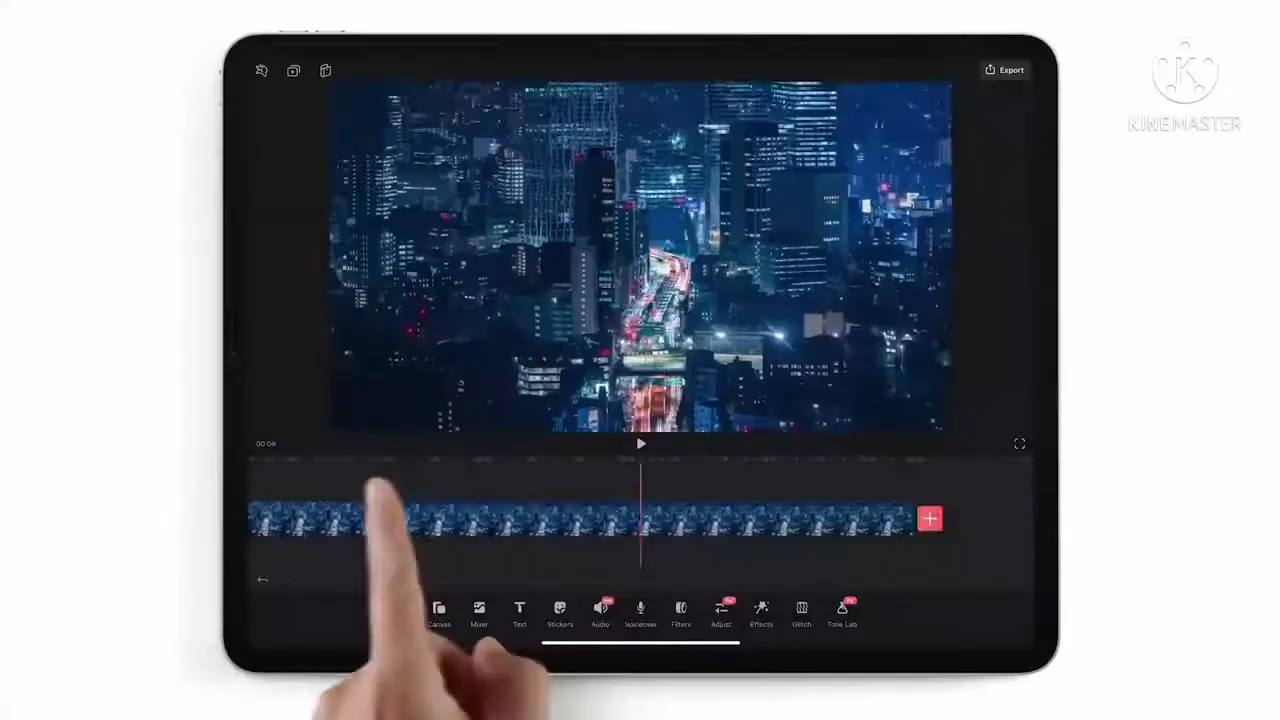 Export
KINEMASTER
00:04
Canvas
Mixer
Text
Stickers
Audio
Voiceover
Filters
Adjust
Effects
Glitch
Tone Lab